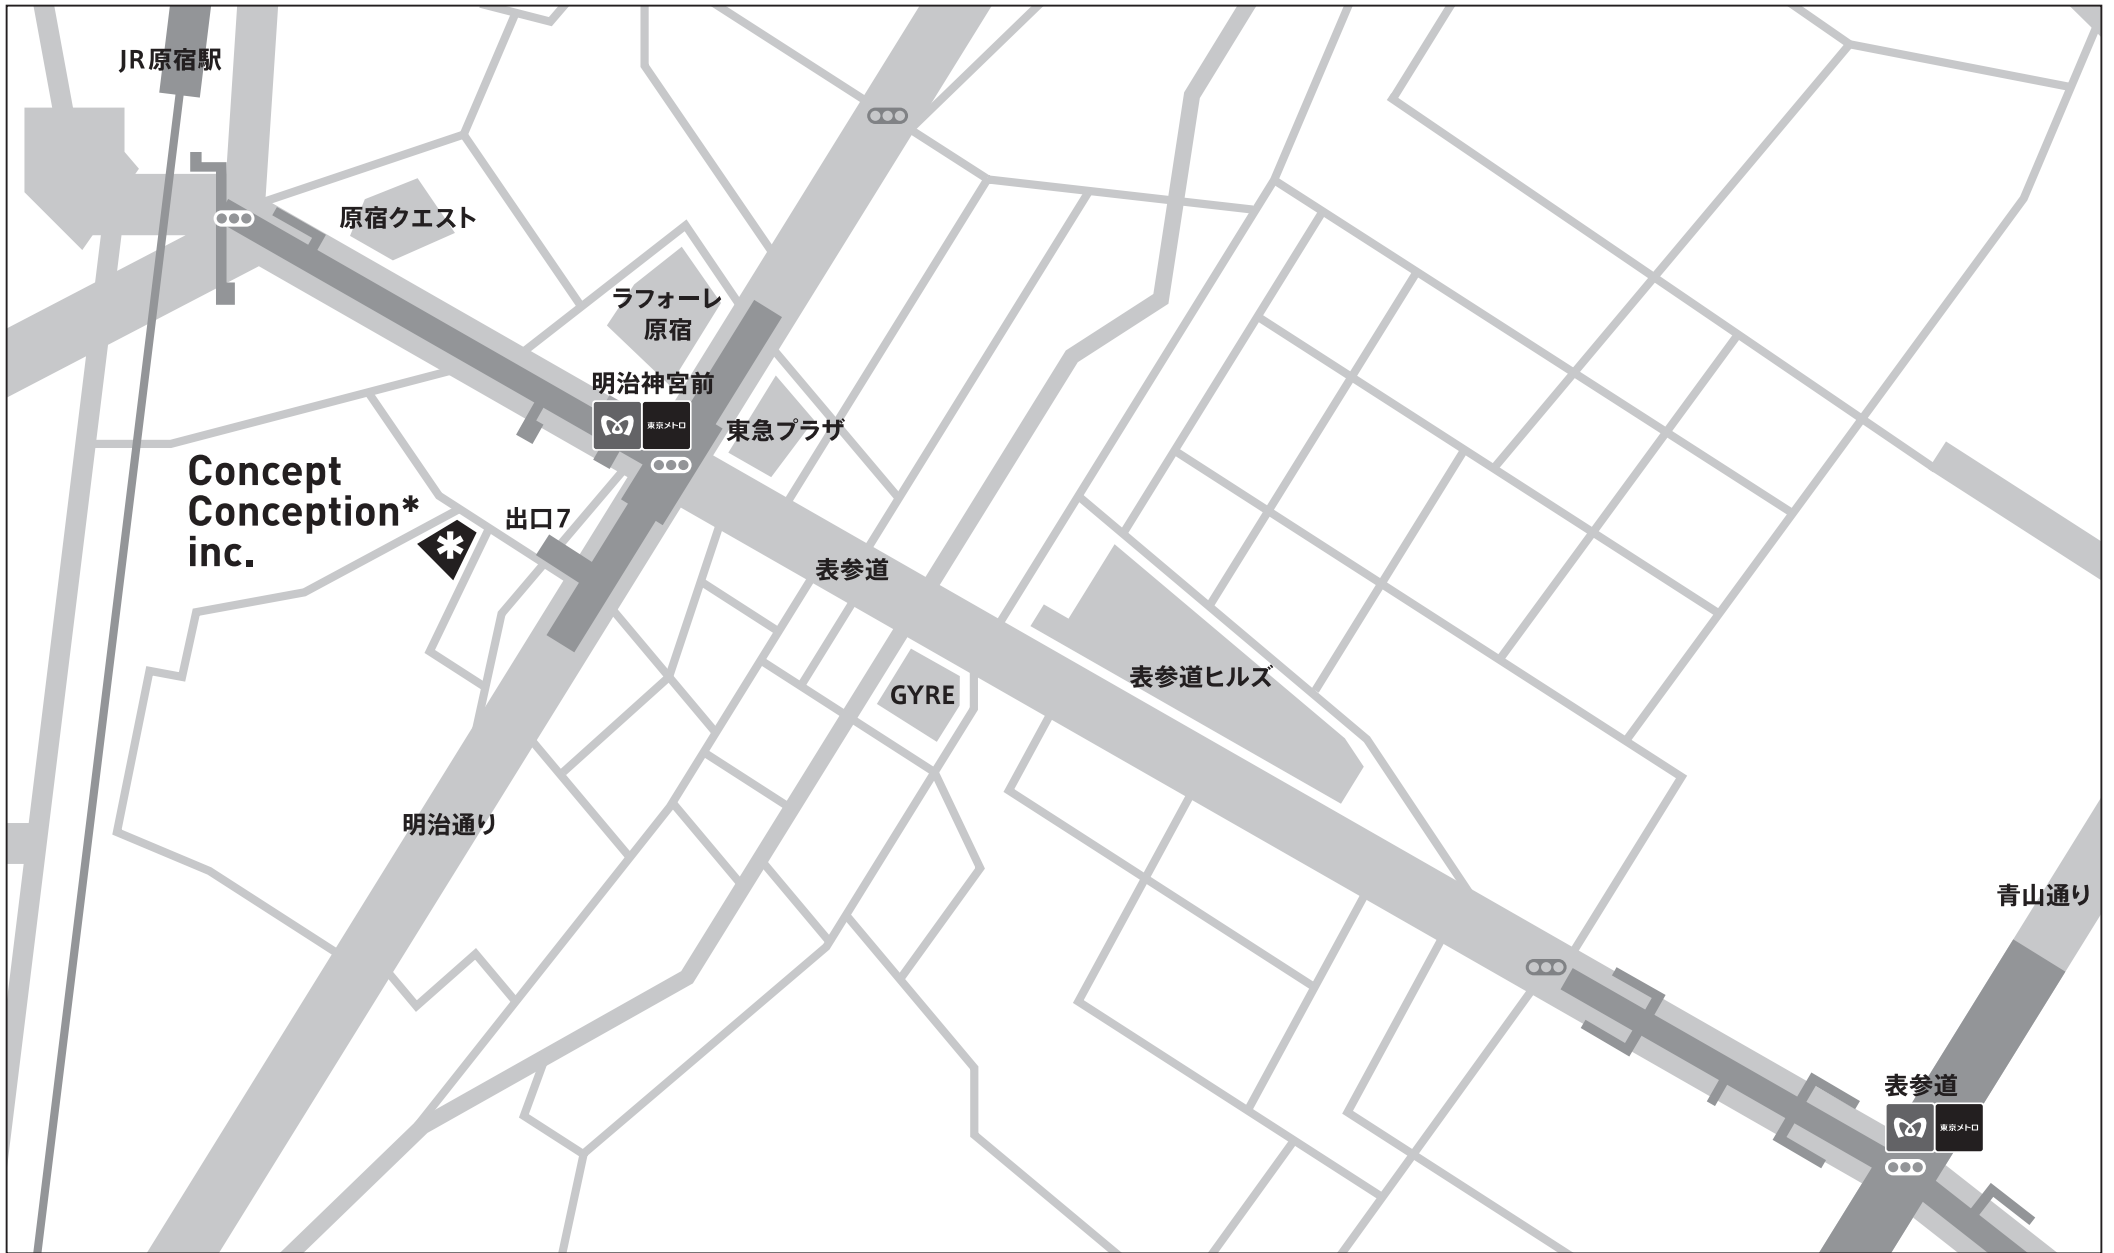 JR原宿駅
原宿クエスト
ラフォーレ
原宿
明治神宮前
東京メトロ
東急プラザ
Concept
Conception*
inc.
出口7
表参道
表参道ヒルズ
GYRE
明治通り
青山通り
表参道
東京メトロ